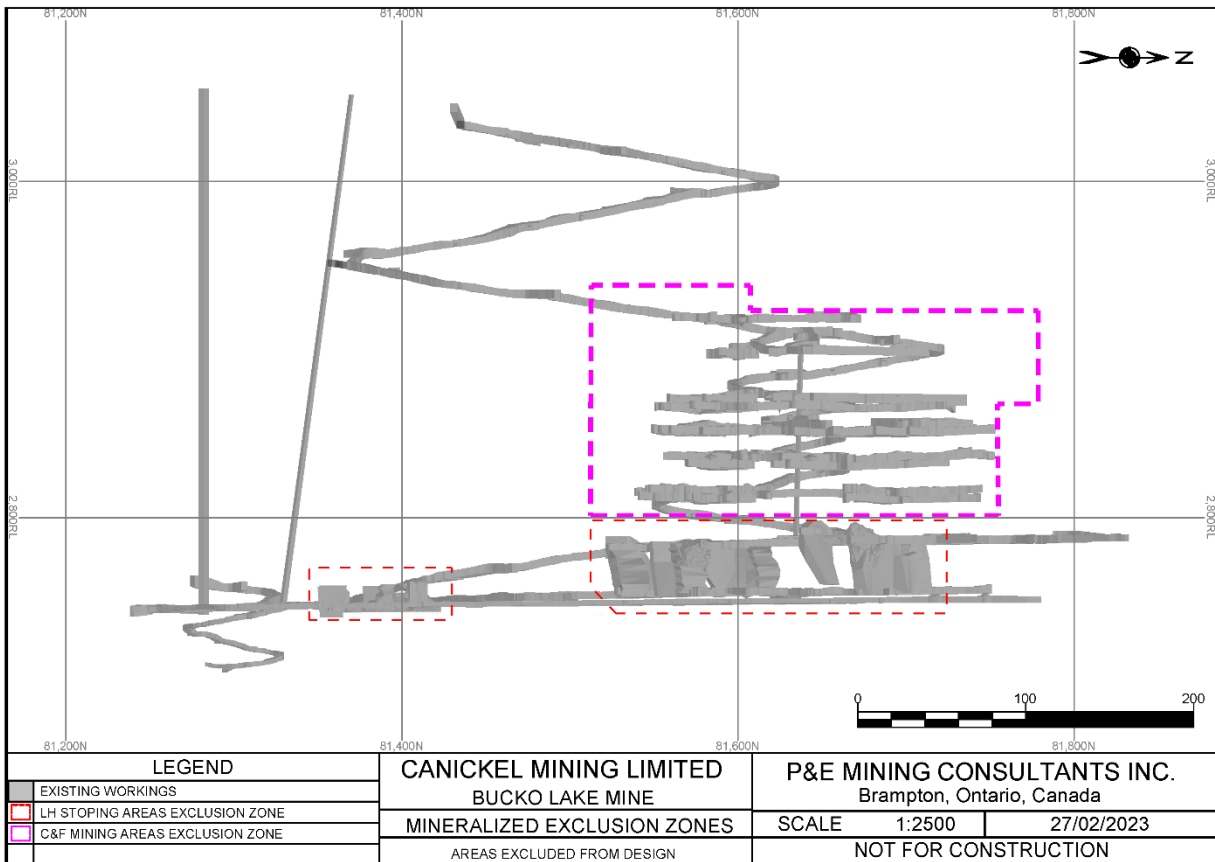 81,200N
81,400N
81,600N
81,800N
N
3,000RL
3,000RL
2,800RL
2,800RL
0
100
200
81,200N
81,400N
81,600N
81,800N
LEGEND
EXISTING WORKINGS
LH STOPING AREAS EXCLUSION ZONE
C&F MINING AREAS EXCLUSION ZONE
CANICKEL MINING LIMITED
BUCKO LAKE MINE
MINERALIZED EXCLUSION ZONES
AREAS EXCLUDED FROM DESIGN
P&E MINING CONSULTANTS INC.
Brampton, Ontario, Canada
SCALE 1:2500 27/02/2023
NOT FOR CONSTRUCTION